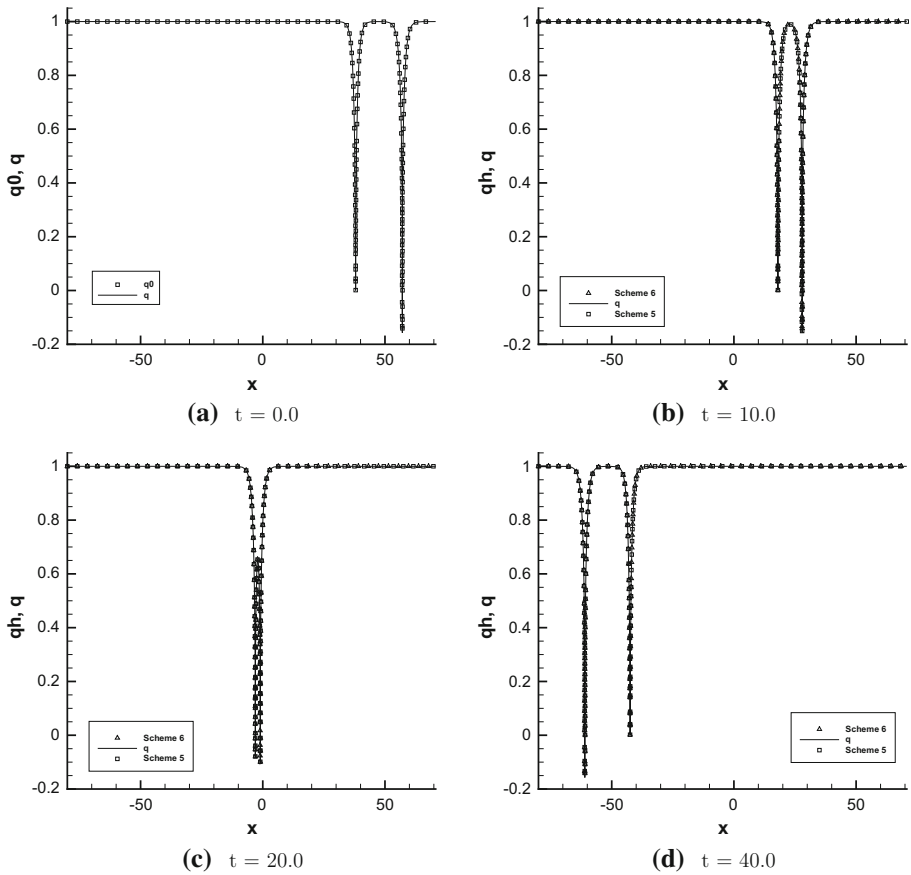 1
0.8
0.6
0.4
0.2
0
-0.2
q0, q
q0
q
-50
0
50
x
(a) t = 0.0
1
0.8
0.6
0.4
0.2
0
-0.2
qh, q
Scheme 6
q
Scheme 5
-50
0
50
x
(b) t = 10.0
1
0.8
0.6
0.4
0.2
0
-0.2
qh, q
Scheme 6
q
Scheme 5
-50
0
50
x
(c) t = 20.0
1
0.8
0.6
0.4
0.2
0
-0.2
qh, q
Scheme 6
q
Scheme 5
-50
0
50
x
(d) t = 40.0